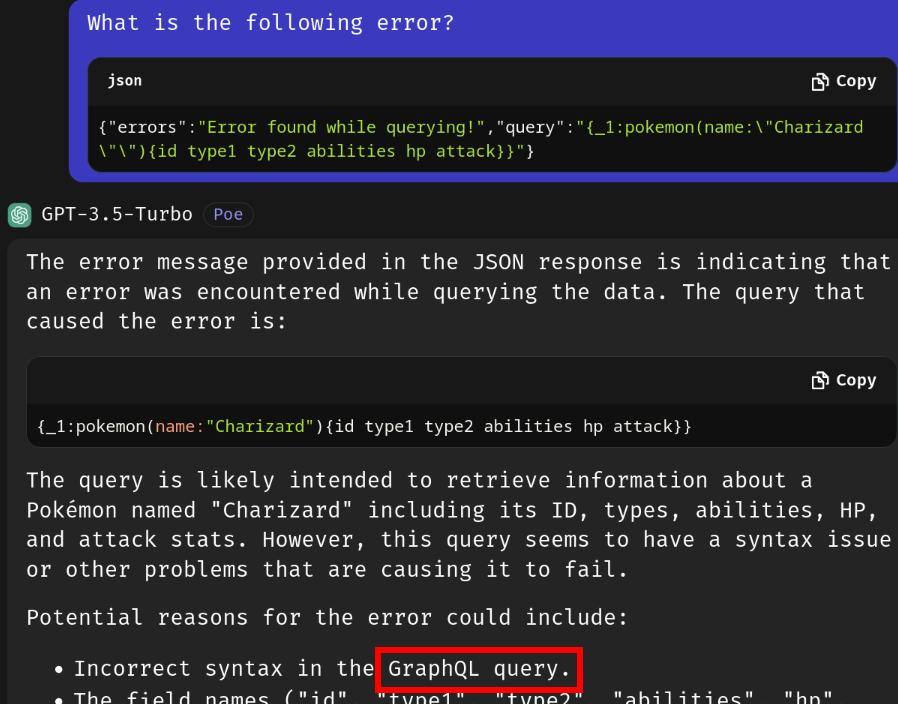 What is the following error?
json
Copy
{"errors":"Error found while querying!","query":"{_1:pokemon(name:\"Charizard
\"\"){id type1 type2 abilities hp attack}}"}
GPT-3.5-Turbo Poe
The error message provided in the JSON response is indicating that
an error was encountered while querying the data. The query that
caused the error is:
Copy
{_1:pokemon(name:"Charizard"){id type1 type2 abilities hp attack}}
The query is likely intended to retrieve information about a
Pokémon named "Charizard" including its ID, types, abilities, HP,
and attack stats. However, this query seems to have a syntax issue
or other problems that are causing it to fail.
Potential reasons for the error could include:
• Incorrect syntax in the GraphQL query.
• The field names ("id", "type1", "type2", "abilities", "hp",